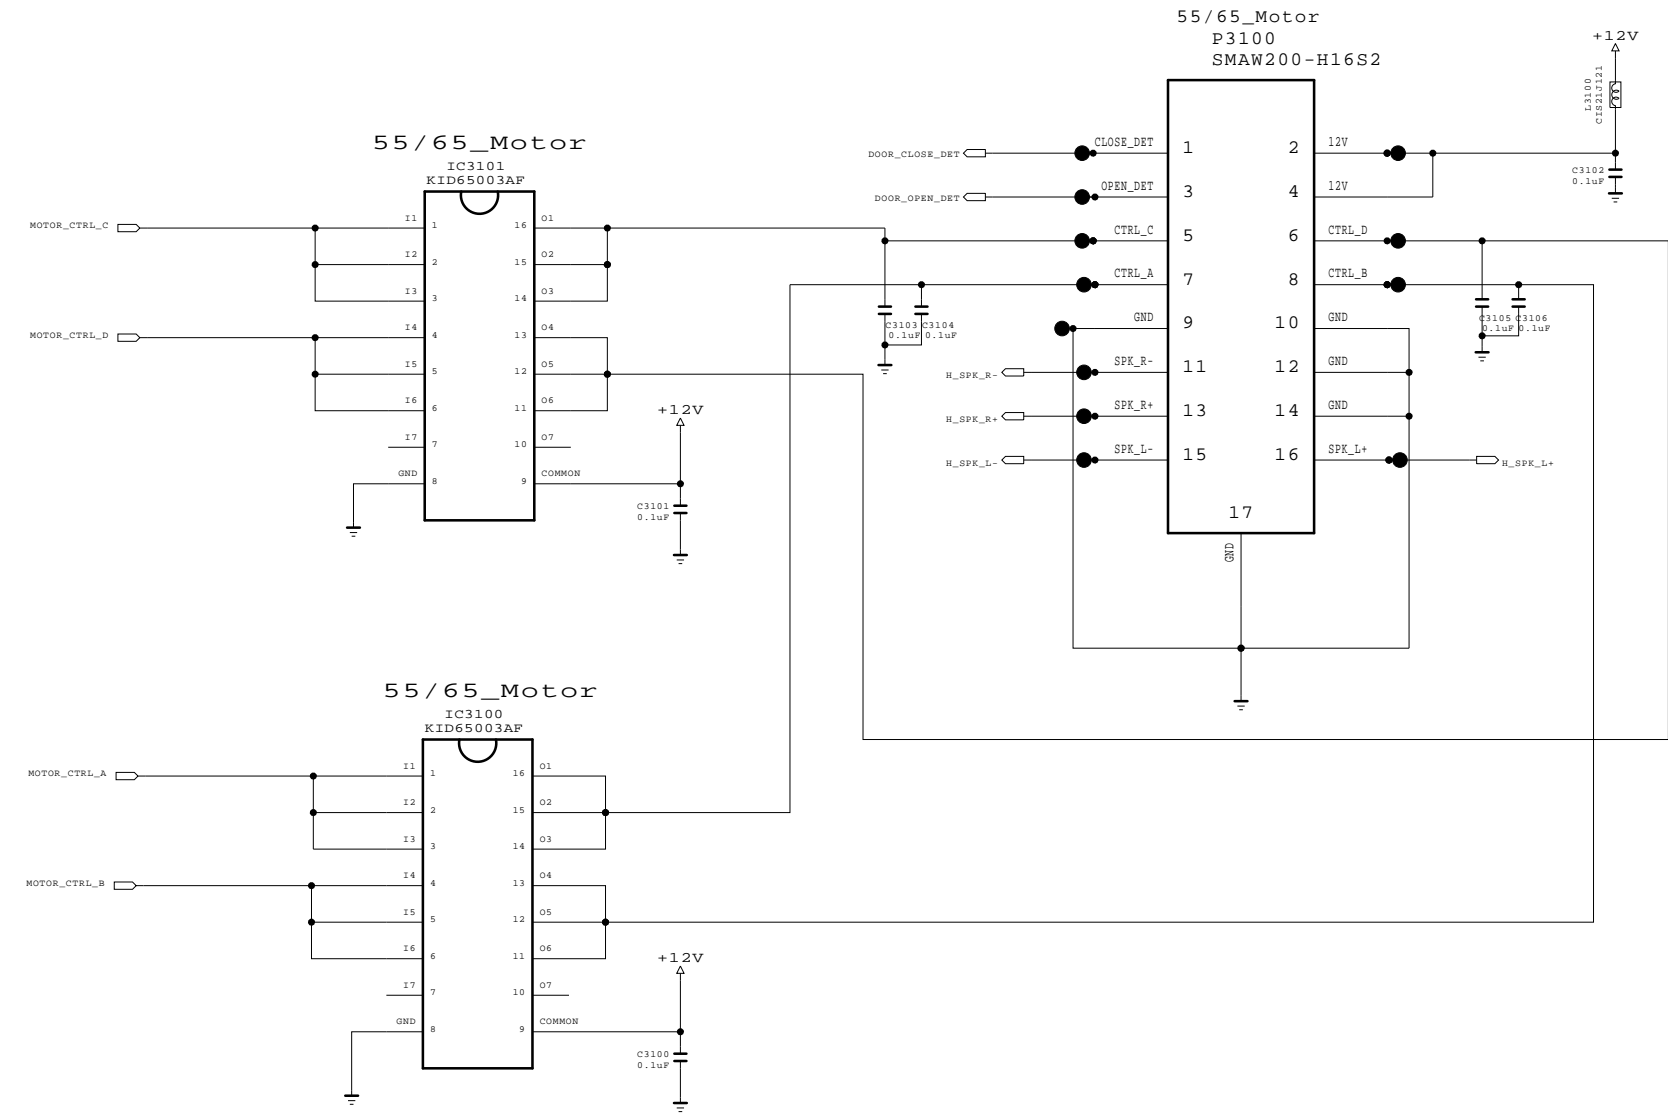 55/65_Motor
P3100
SMAW200-H16S2
+12V
L3100
CIS21J121
C3102
0.1uF
DOOR_CLOSE_DET
CLOSE_DET
1
2
12V
DOOR_OPEN_DET
OPEN_DET
3
4
12V
CTRL_C
5
6
CTRL_D
CTRL_A
7
8
CTRL_B
GND
9
10
GND
H_SPK_R-
SPK_R-
11
12
GND
H_SPK_R+
SPK_R+
13
14
GND
H_SPK_L-
SPK_L-
15
16
SPK_L+
H_SPK_L+
17
GND
C3103
0.1uF
C3104
0.1uF
C3105
0.1uF
C3106
0.1uF
55/65_Motor
IC3101
KID65003AF
MOTOR_CTRL_C
I1
1
16
O1
I2
2
15
O2
I3
3
14
O3
MOTOR_CTRL_D
I4
4
13
O4
I5
5
12
O5
I6
6
11
O6
I7
7
10
O7
GND
8
9
COMMON
+12V
C3101
0.1uF
55/65_Motor
IC3100
KID65003AF
MOTOR_CTRL_A
I1
1
16
O1
I2
2
15
O2
I3
3
14
O3
MOTOR_CTRL_B
I4
4
13
O4
I5
5
12
O5
I6
6
11
O6
I7
7
10
O7
GND
8
9
COMMON
+12V
C3100
0.1uF